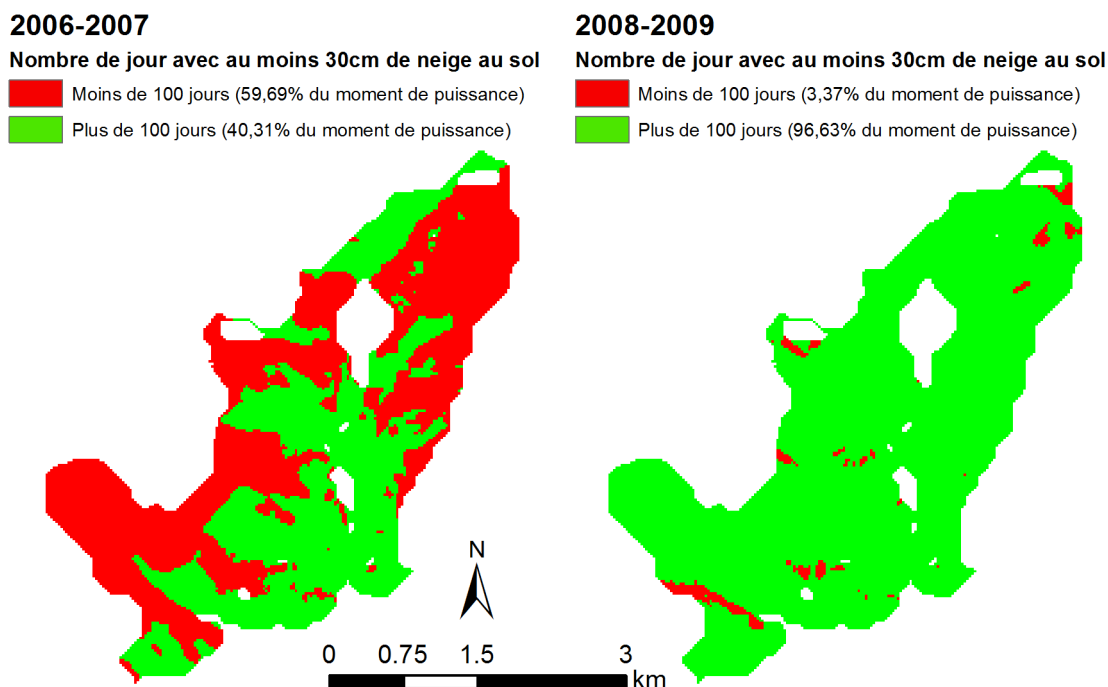 2006-2007
Nombre de jour avec au moins 30cm de neige au sol
Moins de 100 jours (59,69% du moment de puissance)
Plus de 100 jours (40,31% du moment de puissance)
2008-2009
Nombre de jour avec au moins 30cm de neige au sol
Moins de 100 jours (3,37% du moment de puissance)
Plus de 100 jours (96,63% du moment de puissance)
N
0 0.75 1.5 3
km